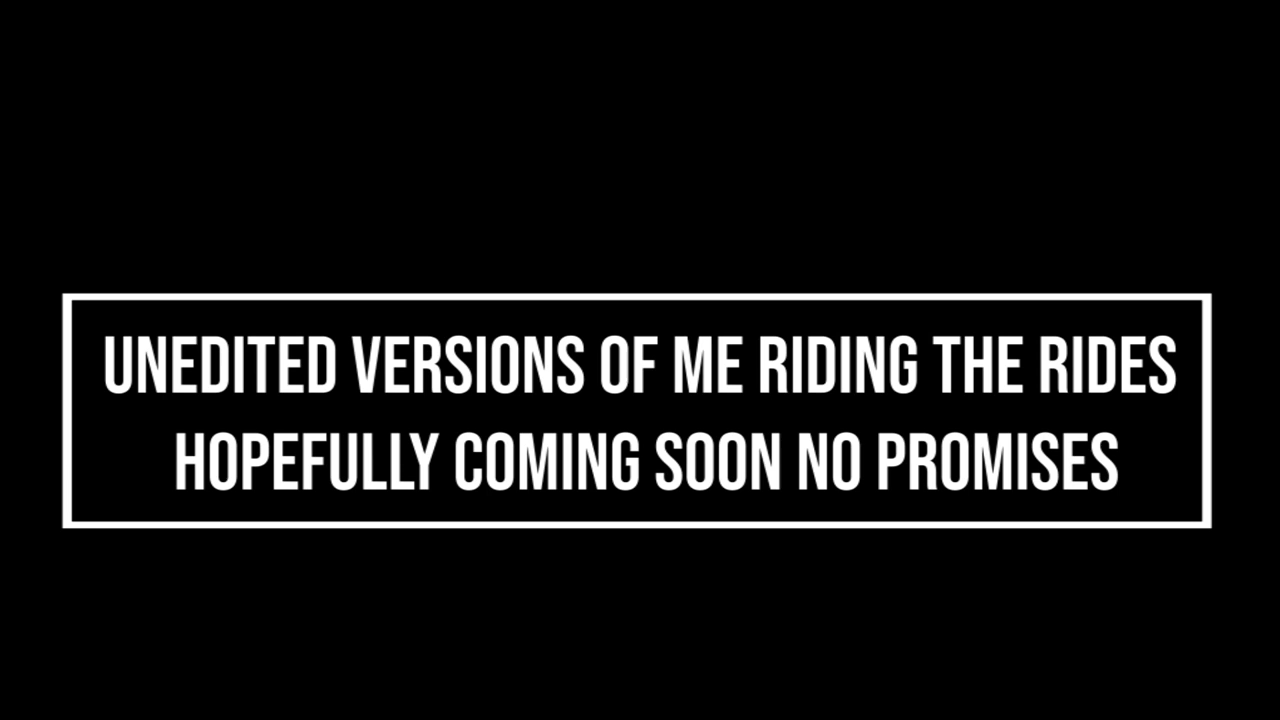 UNEDITED VERSIONS OF ME RIDING THE RIDES
HOPEFULLY COMING SOON NO PROMISES